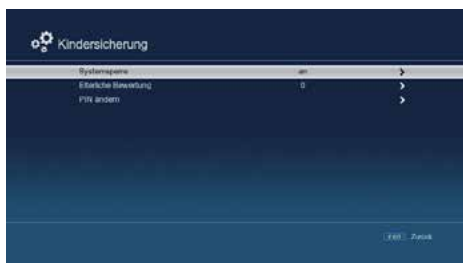 Kindersicherung
Systemsperre an
Elterliche Bewertung 0
PIN ändern
EXIT Zurück